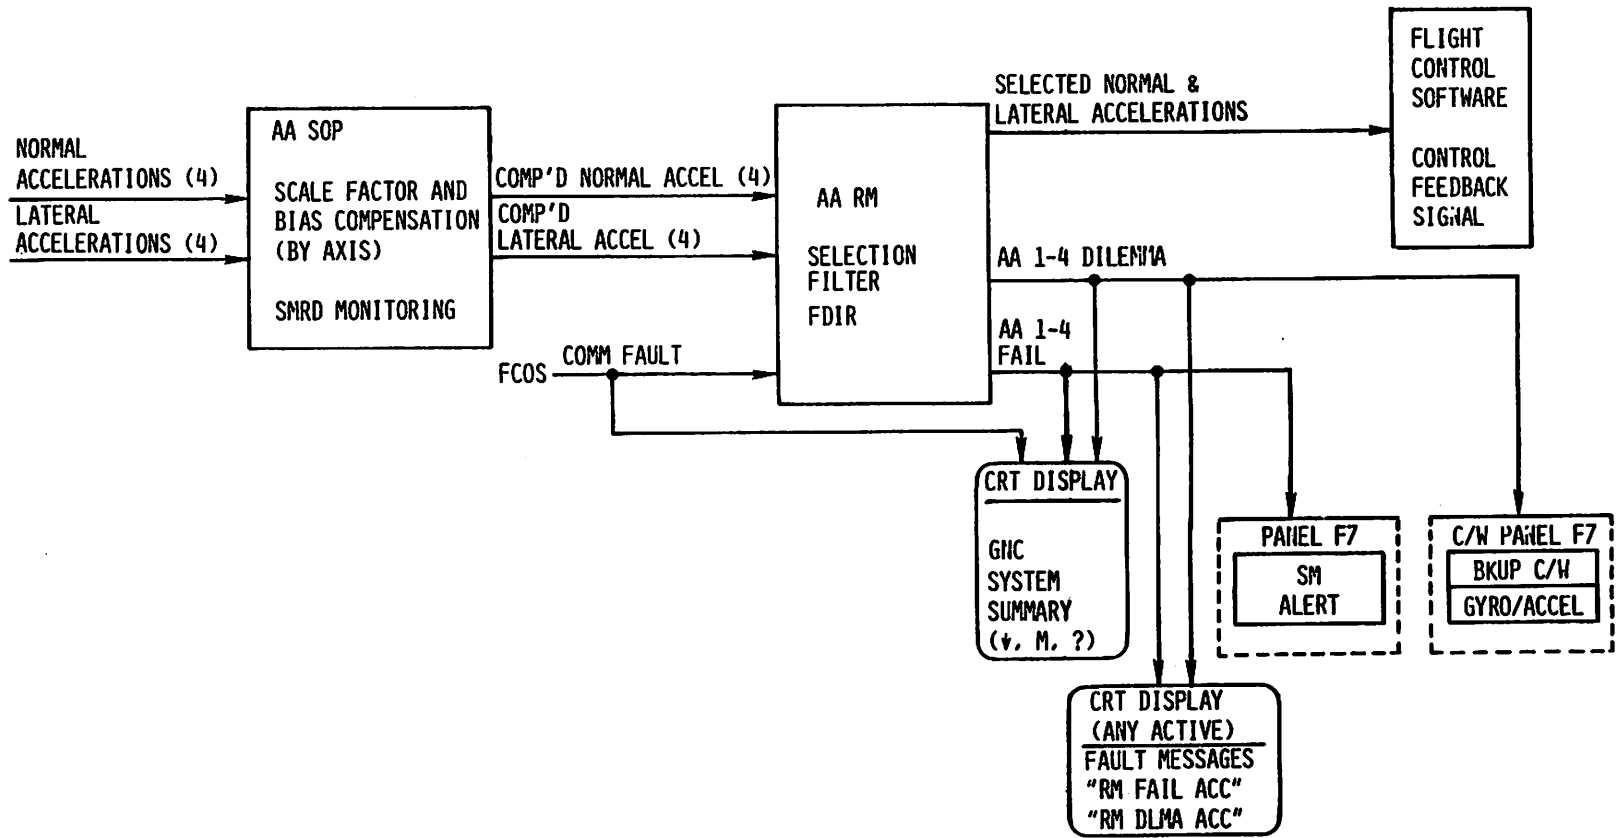 NORMAL
ACCELERATIONS (4)
LATERAL
ACCELERATIONS (4)
AA SOP
SCALE FACTOR AND
BIAS COMPENSATION
(BY AXIS)
SMRD MONITORING
COMP'D NORMAL ACCEL (4)
COMP'D
LATERAL ACCEL (4)
FCOS
COMM FAULT
AA RM
SELECTION
FILTER
FDIR
SELECTED NORMAL &
LATERAL ACCELERATIONS
FLIGHT
CONTROL
SOFTWARE
CONTROL
FEEDBACK
SIGNAL
AA 1-4 DILEMMA
AA 1-4
FAIL
CRT DISPLAY
GNC
SYSTEM
SUMMARY
(↓, M, ?)
PANEL F7
SM
ALERT
C/W PANEL F7
BKUP C/W
GYRO/ACCEL
CRT DISPLAY
(ANY ACTIVE)
FAULT MESSAGES
"RM FAIL ACC"
"RM DLMA ACC"